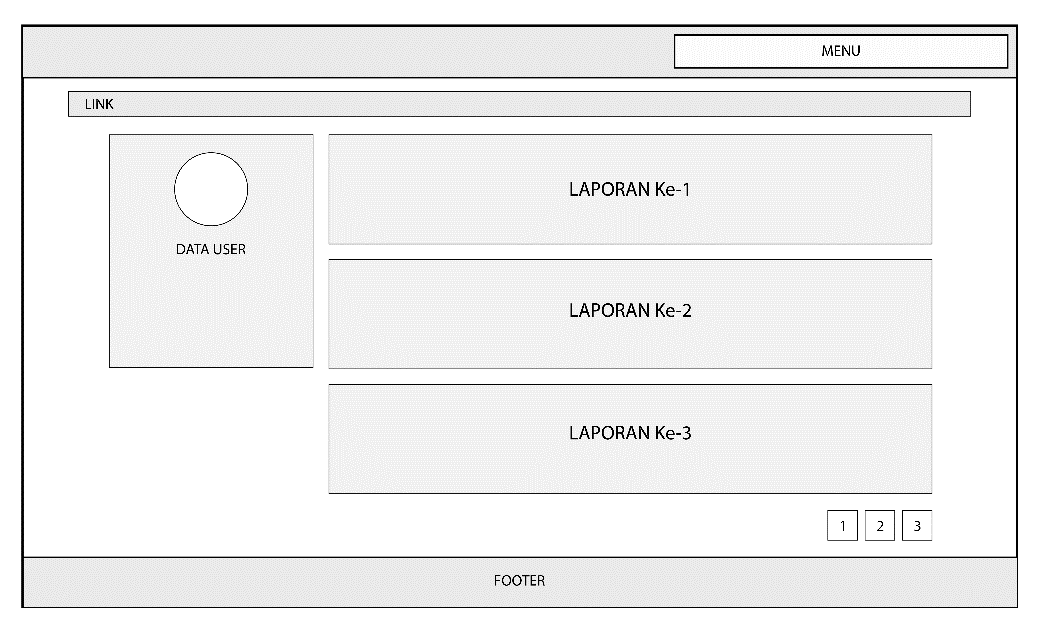 MENU
LINK
DATA USER
LAPORAN Ke-1
LAPORAN Ke-2
LAPORAN Ke-3
1 2 3
FOOTER